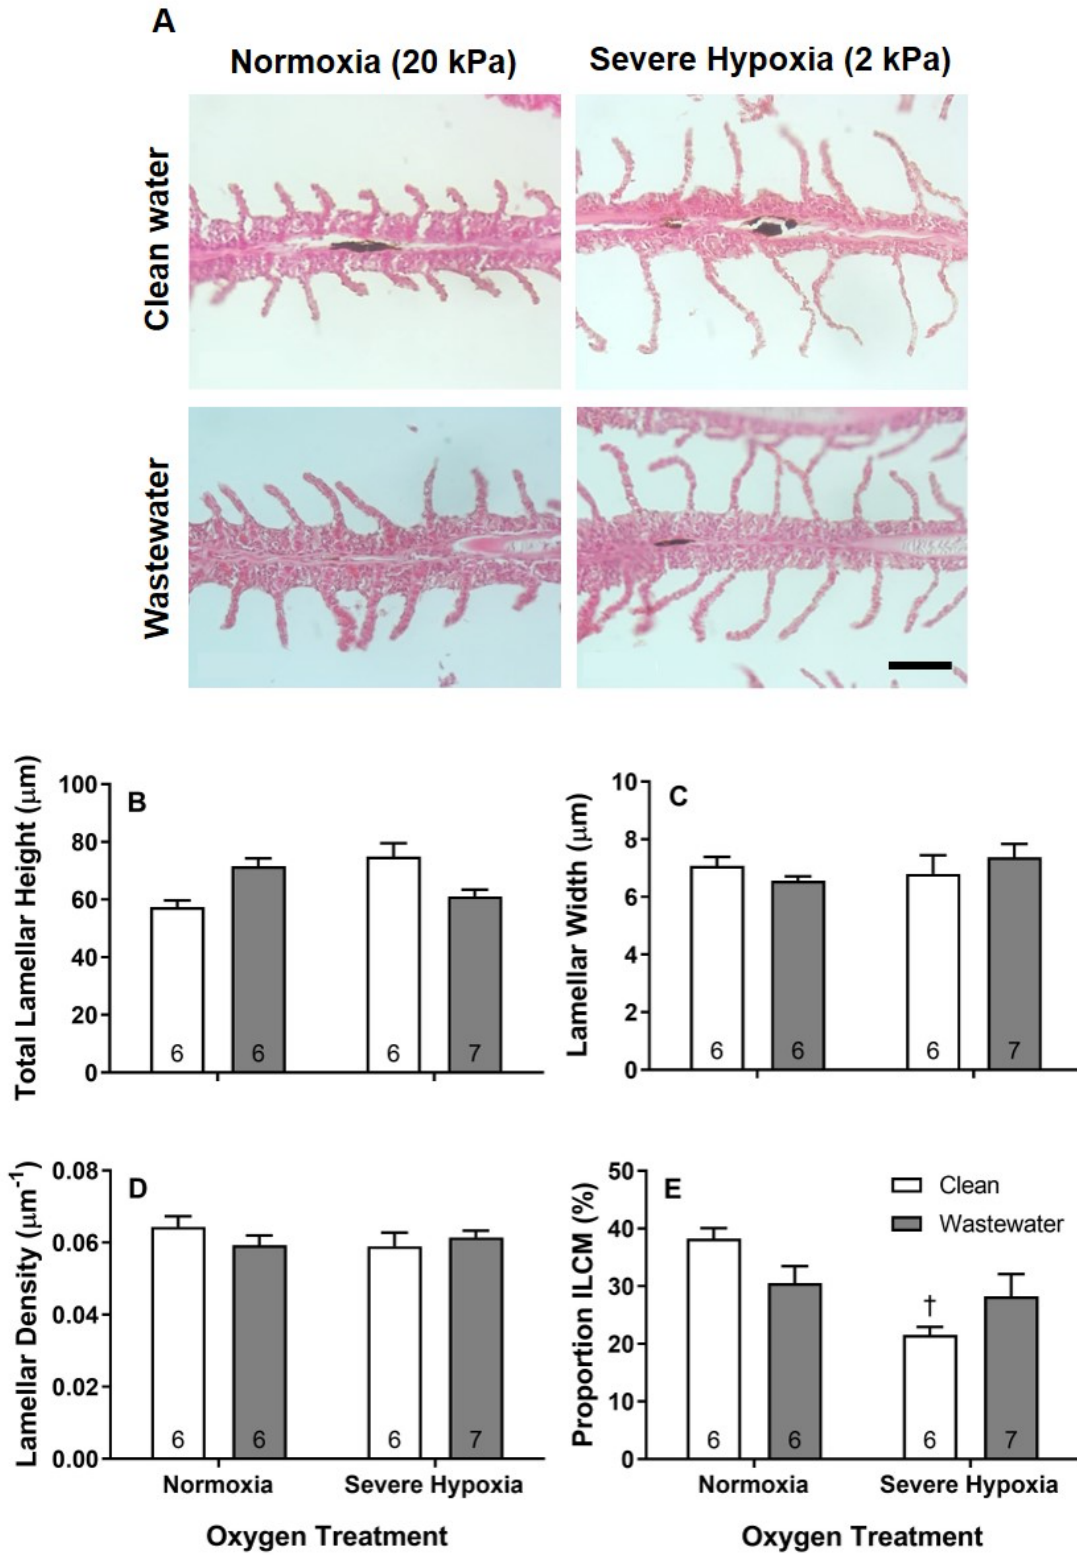 A
Normoxia (20 kPa)
Severe Hypoxia (2 kPa)
Clean water
Wastewater
Total Lamellar Height (μm)
100
80
60
40
20
0
B
6
6
6
7
Lamellar Width (μm)
10
8
6
4
2
0
C
6
6
6
7
Lamellar Density (μm⁻¹)
0.08
0.06
0.04
0.02
0.00
D
6
6
6
7
Normoxia
Severe Hypoxia
Oxygen Treatment
Proportion ILCM (%)
50
40
30
20
10
0
E
Clean
Wastewater
†
6
6
6
7
Normoxia
Severe Hypoxia
Oxygen Treatment